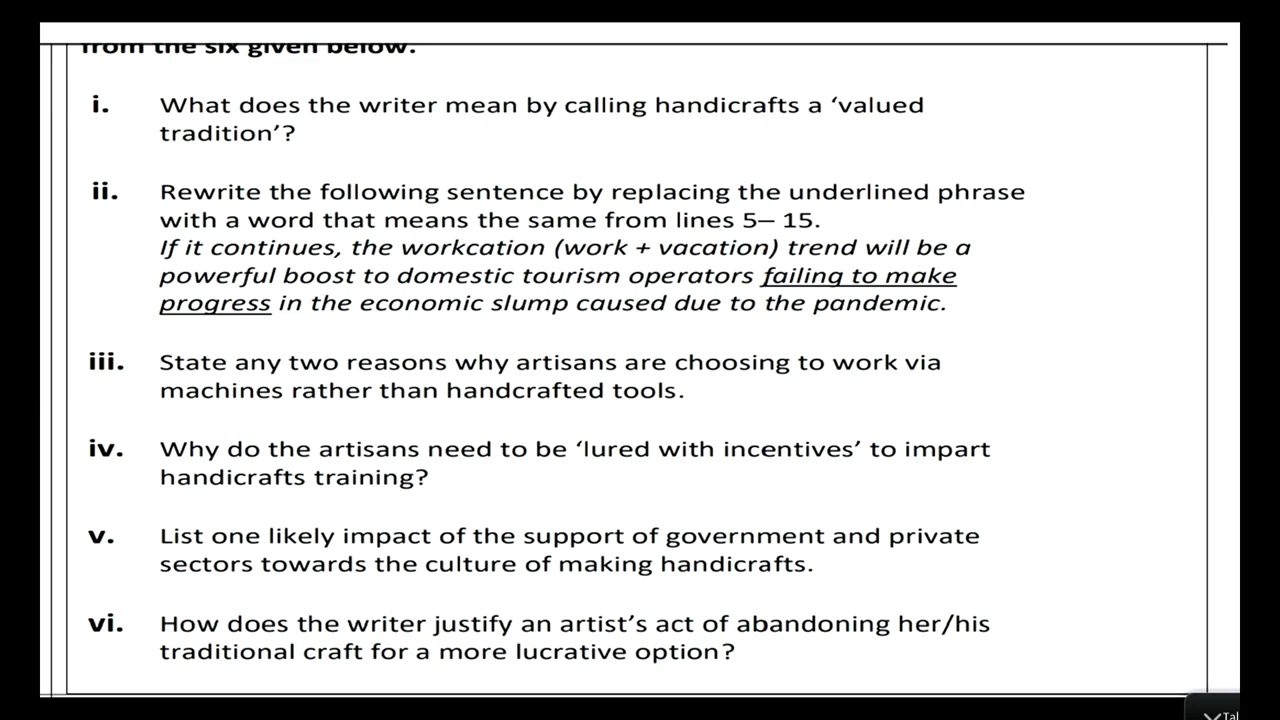 from the six given below.
i. What does the writer mean by calling handicrafts a ‘valued
tradition’?
ii. Rewrite the following sentence by replacing the underlined phrase
with a word that means the same from lines 5– 15.
If it continues, the workcation (work + vacation) trend will be a
powerful boost to domestic tourism operators failing to make
progress in the economic slump caused due to the pandemic.
iii. State any two reasons why artisans are choosing to work via
machines rather than handcrafted tools.
iv. Why do the artisans need to be ‘lured with incentives’ to impart
handicrafts training?
v. List one likely impact of the support of government and private
sectors towards the culture of making handicrafts.
vi. How does the writer justify an artist’s act of abandoning her/his
traditional craft for a more lucrative option?